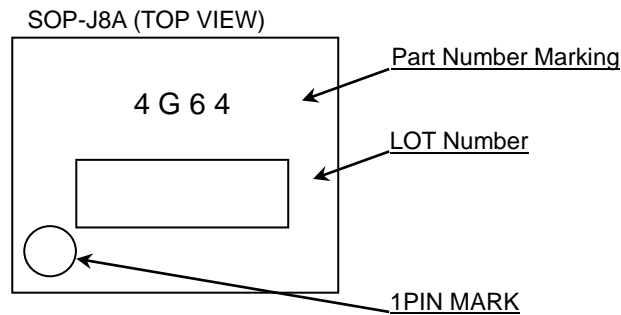 SOP-J8A (TOP VIEW)
Part Number Marking
4 G 6 4
LOT Number
1PIN MARK